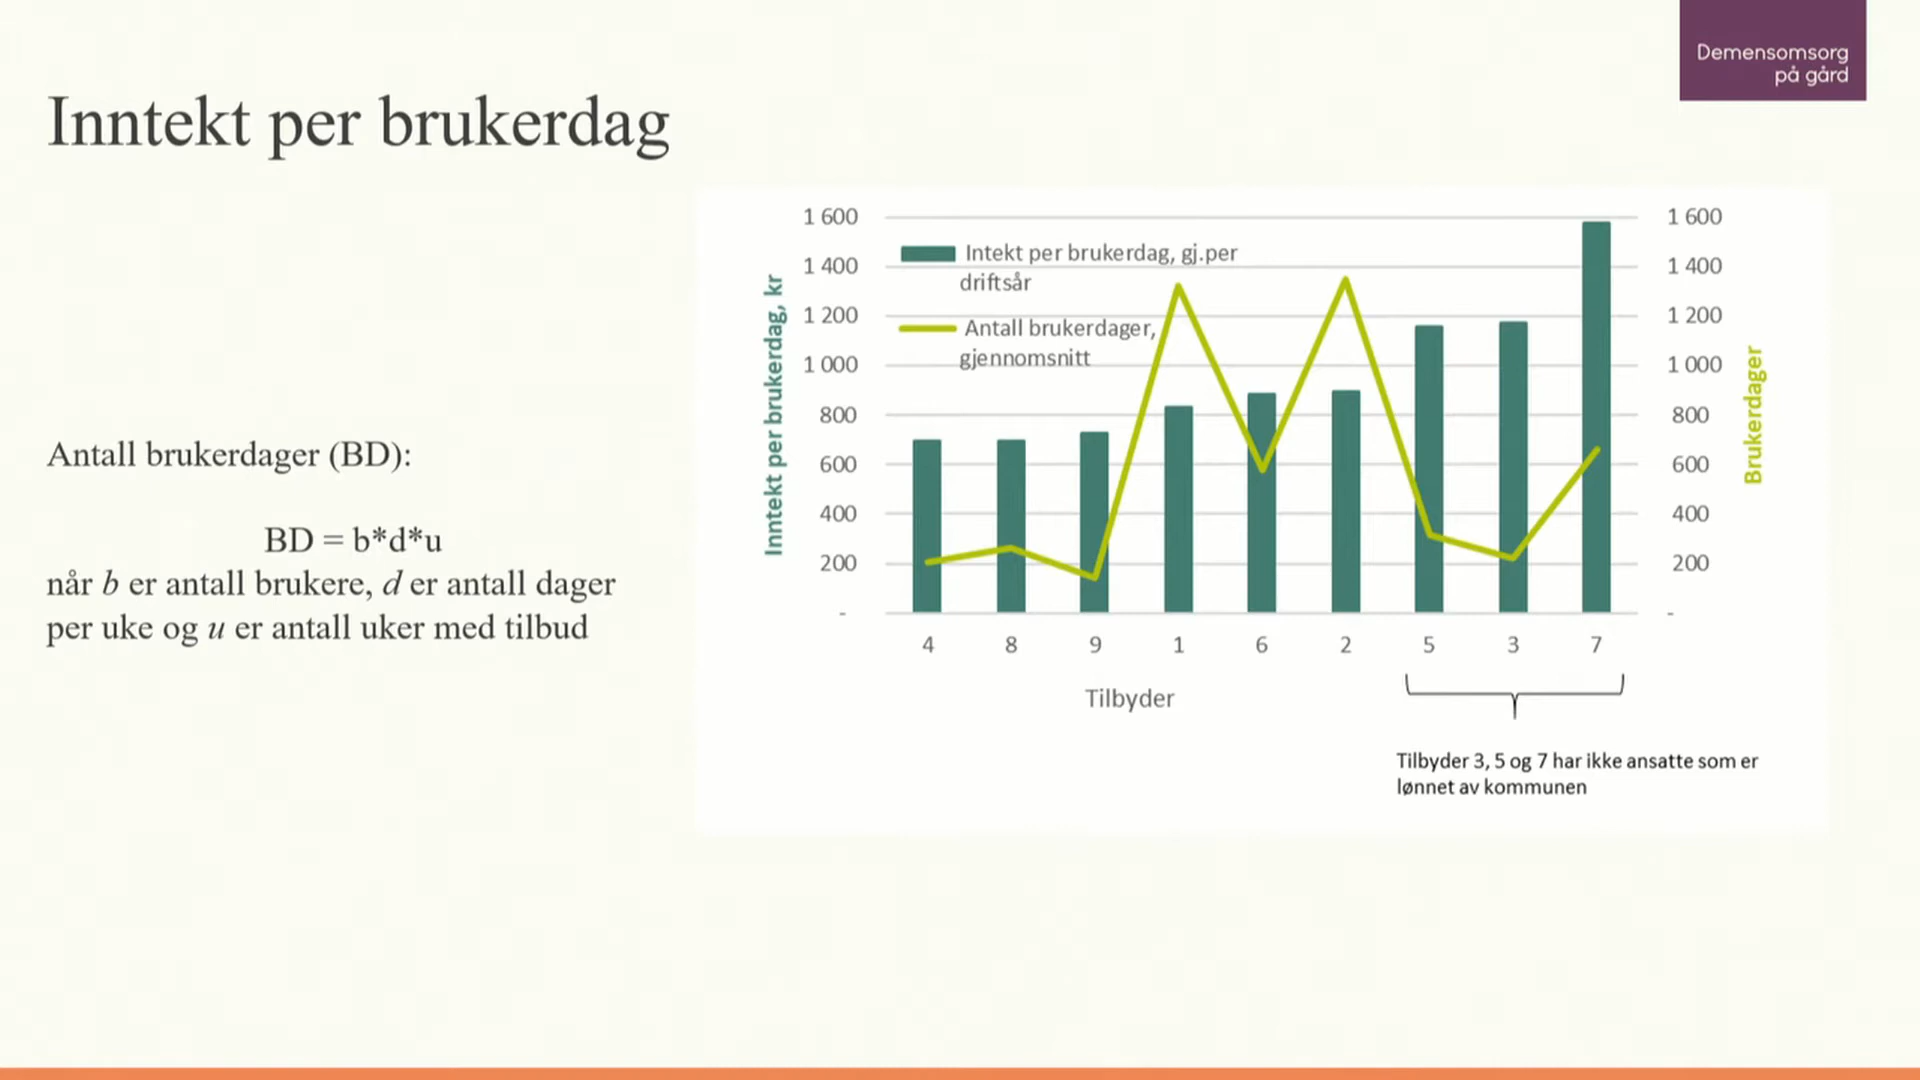 Demensomsorg
på gård
Inntekt per brukerdag
Antall brukerdager (BD):
BD = b*d*u
når b er antall brukere, d er antall dager
per uke og u er antall uker med tilbud
Inntekt per brukerdag, kr
1 600
1 400
1 200
1 000
800
600
400
200
-
Intekt per brukerdag, gj.per
driftsår
Antall brukerdager,
gjennomsnitt
1 600
1 400
1 200
1 000
800
600
400
200
-
Brukerdager
4 8 9 1 6 2 5 3 7
Tilbyder
Tilbyder 3, 5 og 7 har ikke ansatte som er
lønnet av kommunen